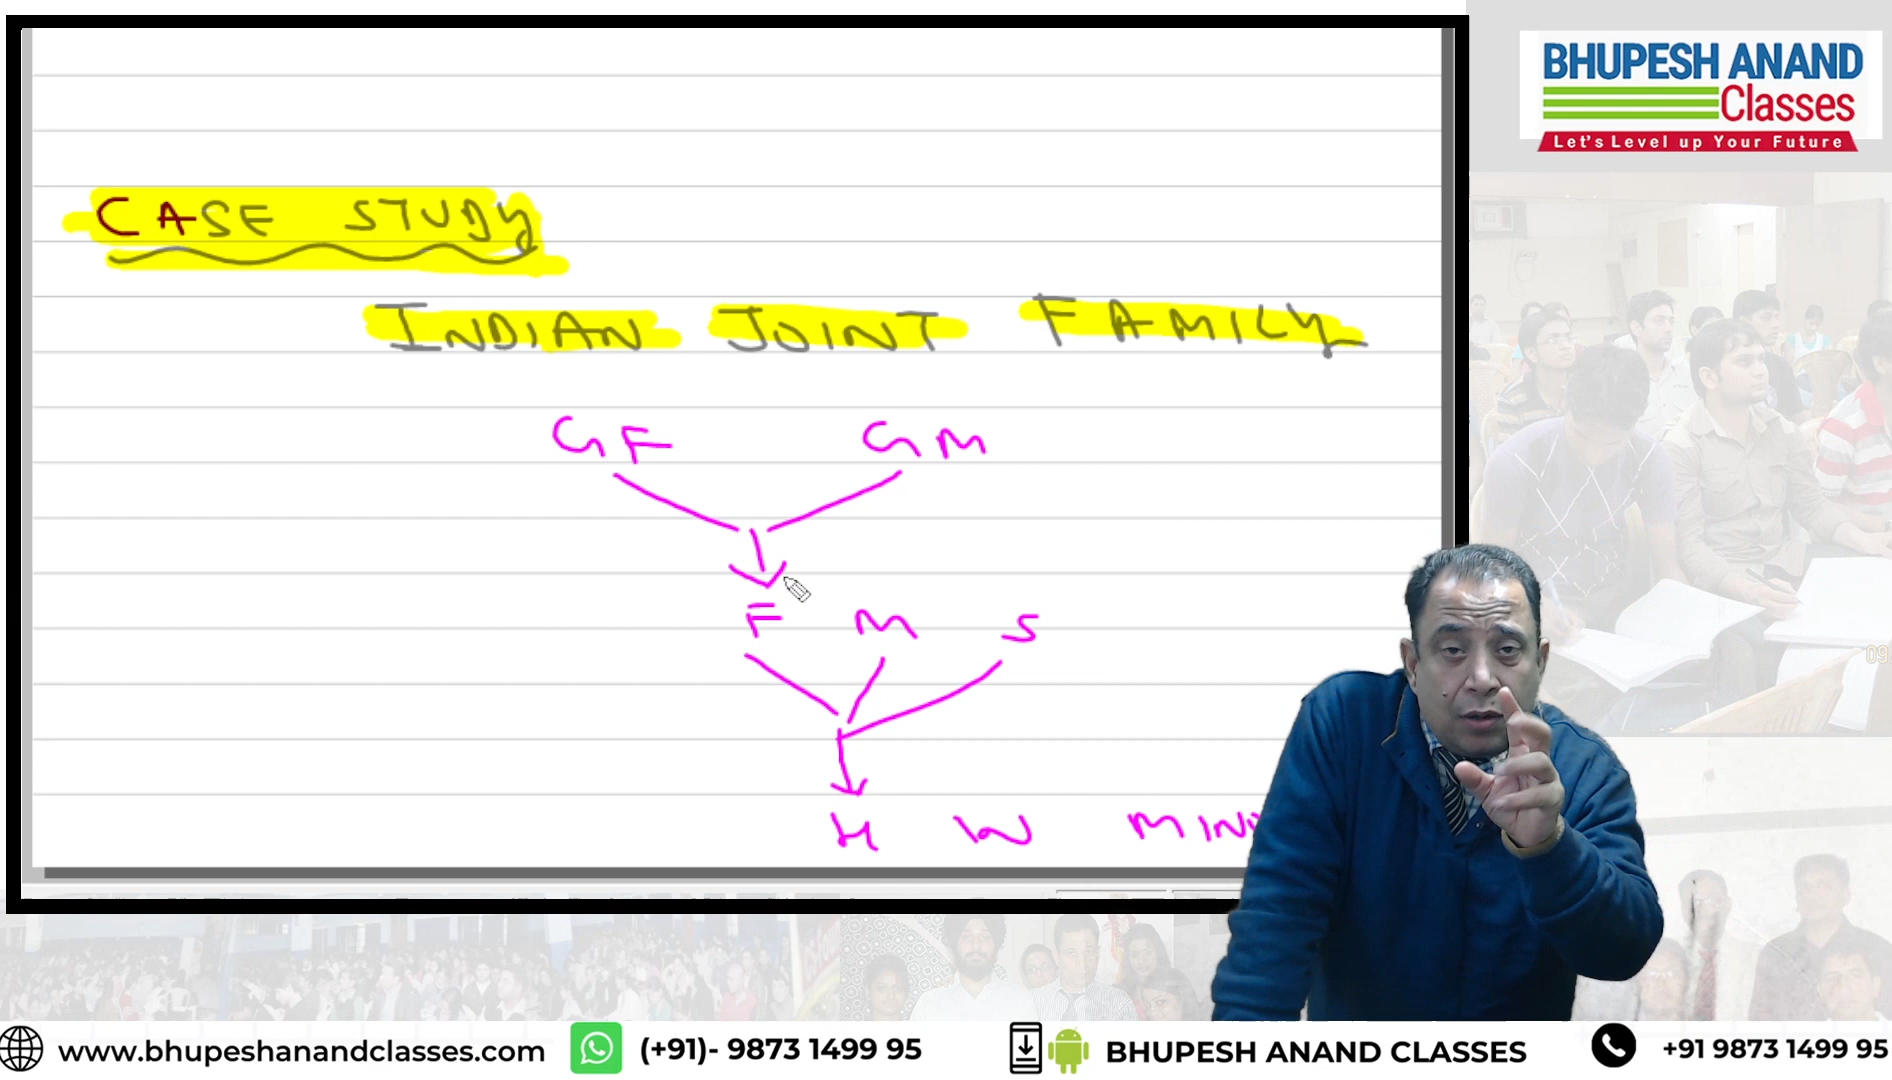 BHUPESH ANAND
Classes
Let's Level up Your Future
CASE STUDY
INDIAN JOINT FAMILY
GF GM
F M S
H W
09
www.bhupeshanandclasses.com
(+91)- 9873 1499 95
BHUPESH ANAND CLASSES
+91 9873 1499 95